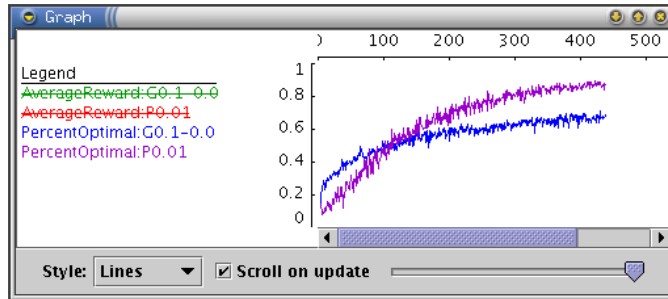 Graph
0 100 200 300 400 500
Legend
AverageReward:G0.1-0.0
AverageReward:P0.01
PercentOptimal:G0.1-0.0
PercentOptimal:P0.01
1
0.8
0.6
0.4
0.2
0
Style: Lines Scroll on update